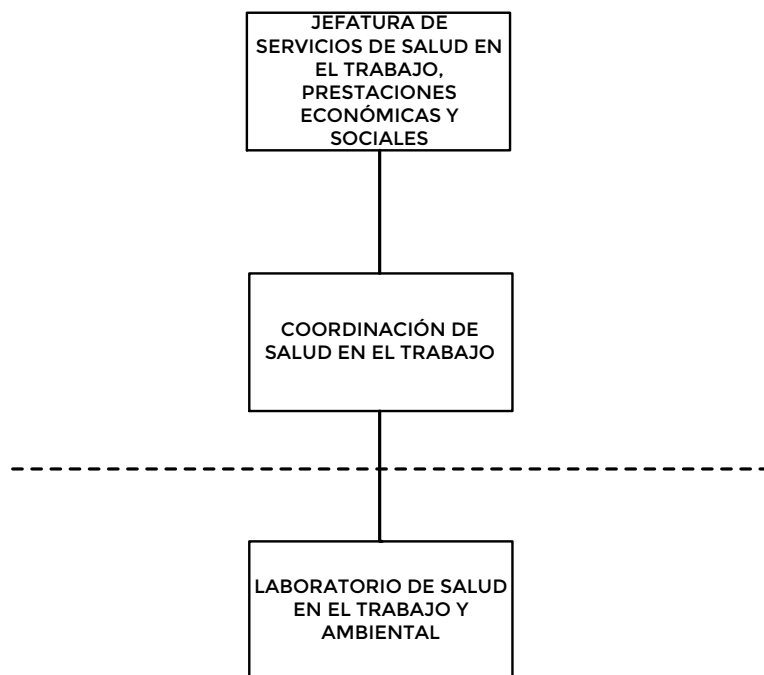 JEFATURA DE
SERVICIOS DE SALUD EN
EL TRABAJO,
PRESTACIONES
ECONÓMICAS Y
SOCIALES
COORDINACIÓN DE
SALUD EN EL TRABAJO
LABORATORIO DE SALUD
EN EL TRABAJO Y
AMBIENTAL